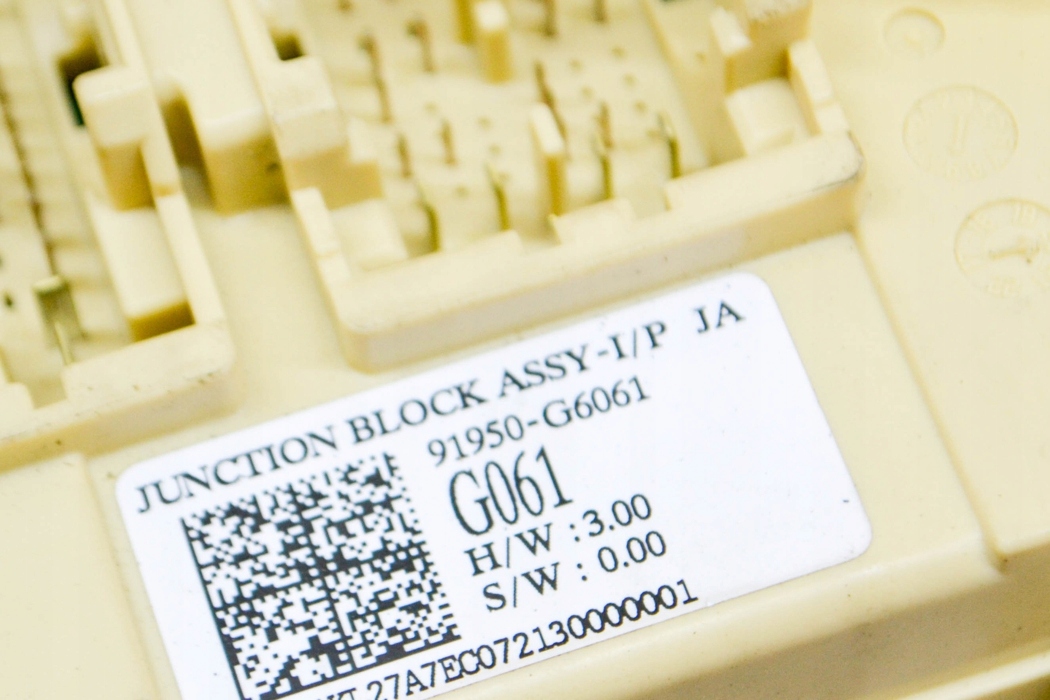 JUNCTION BLOCK ASSY-I/P JA
91950-G6061
G061
H/W :3.00
S/W : 0.00
27A7EC072130000001